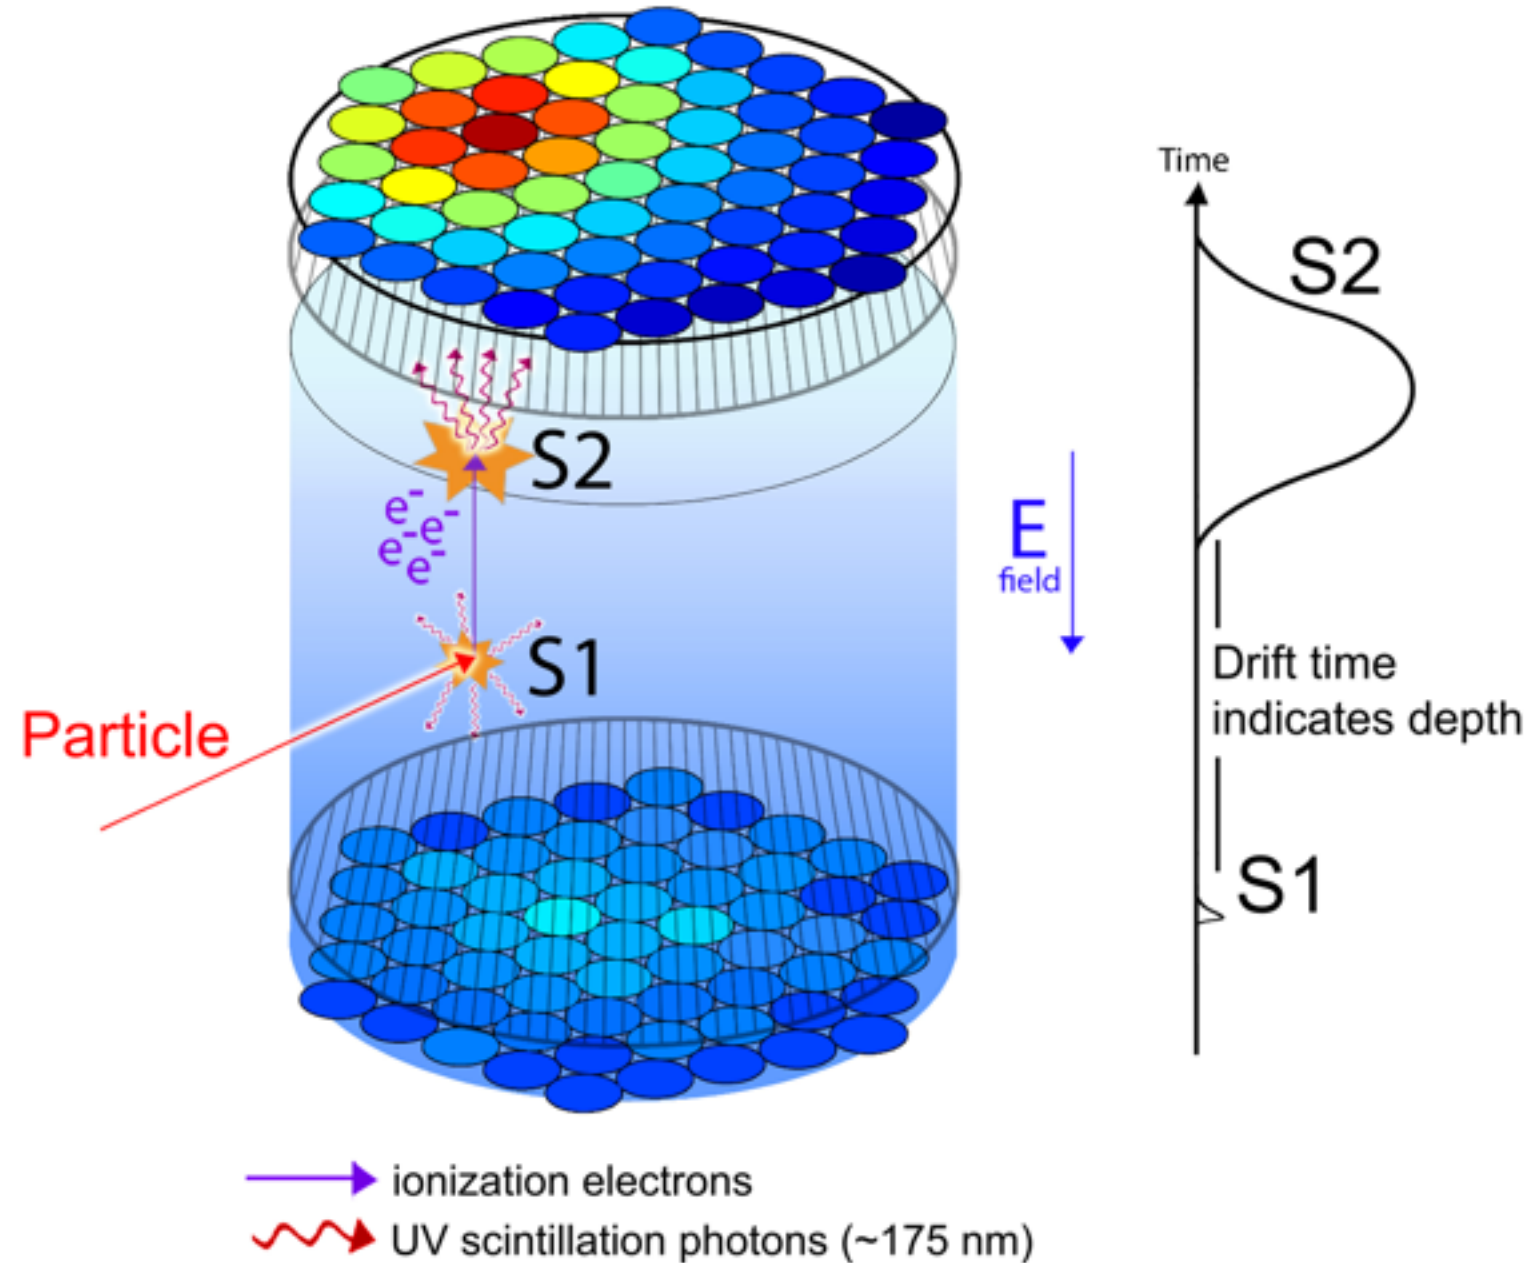 Time
S2
S2
e-
e-
e-
e-
E
field
S1
Particle
Drift time
indicates depth
S1
ionization electrons
UV scintillation photons (~175 nm)